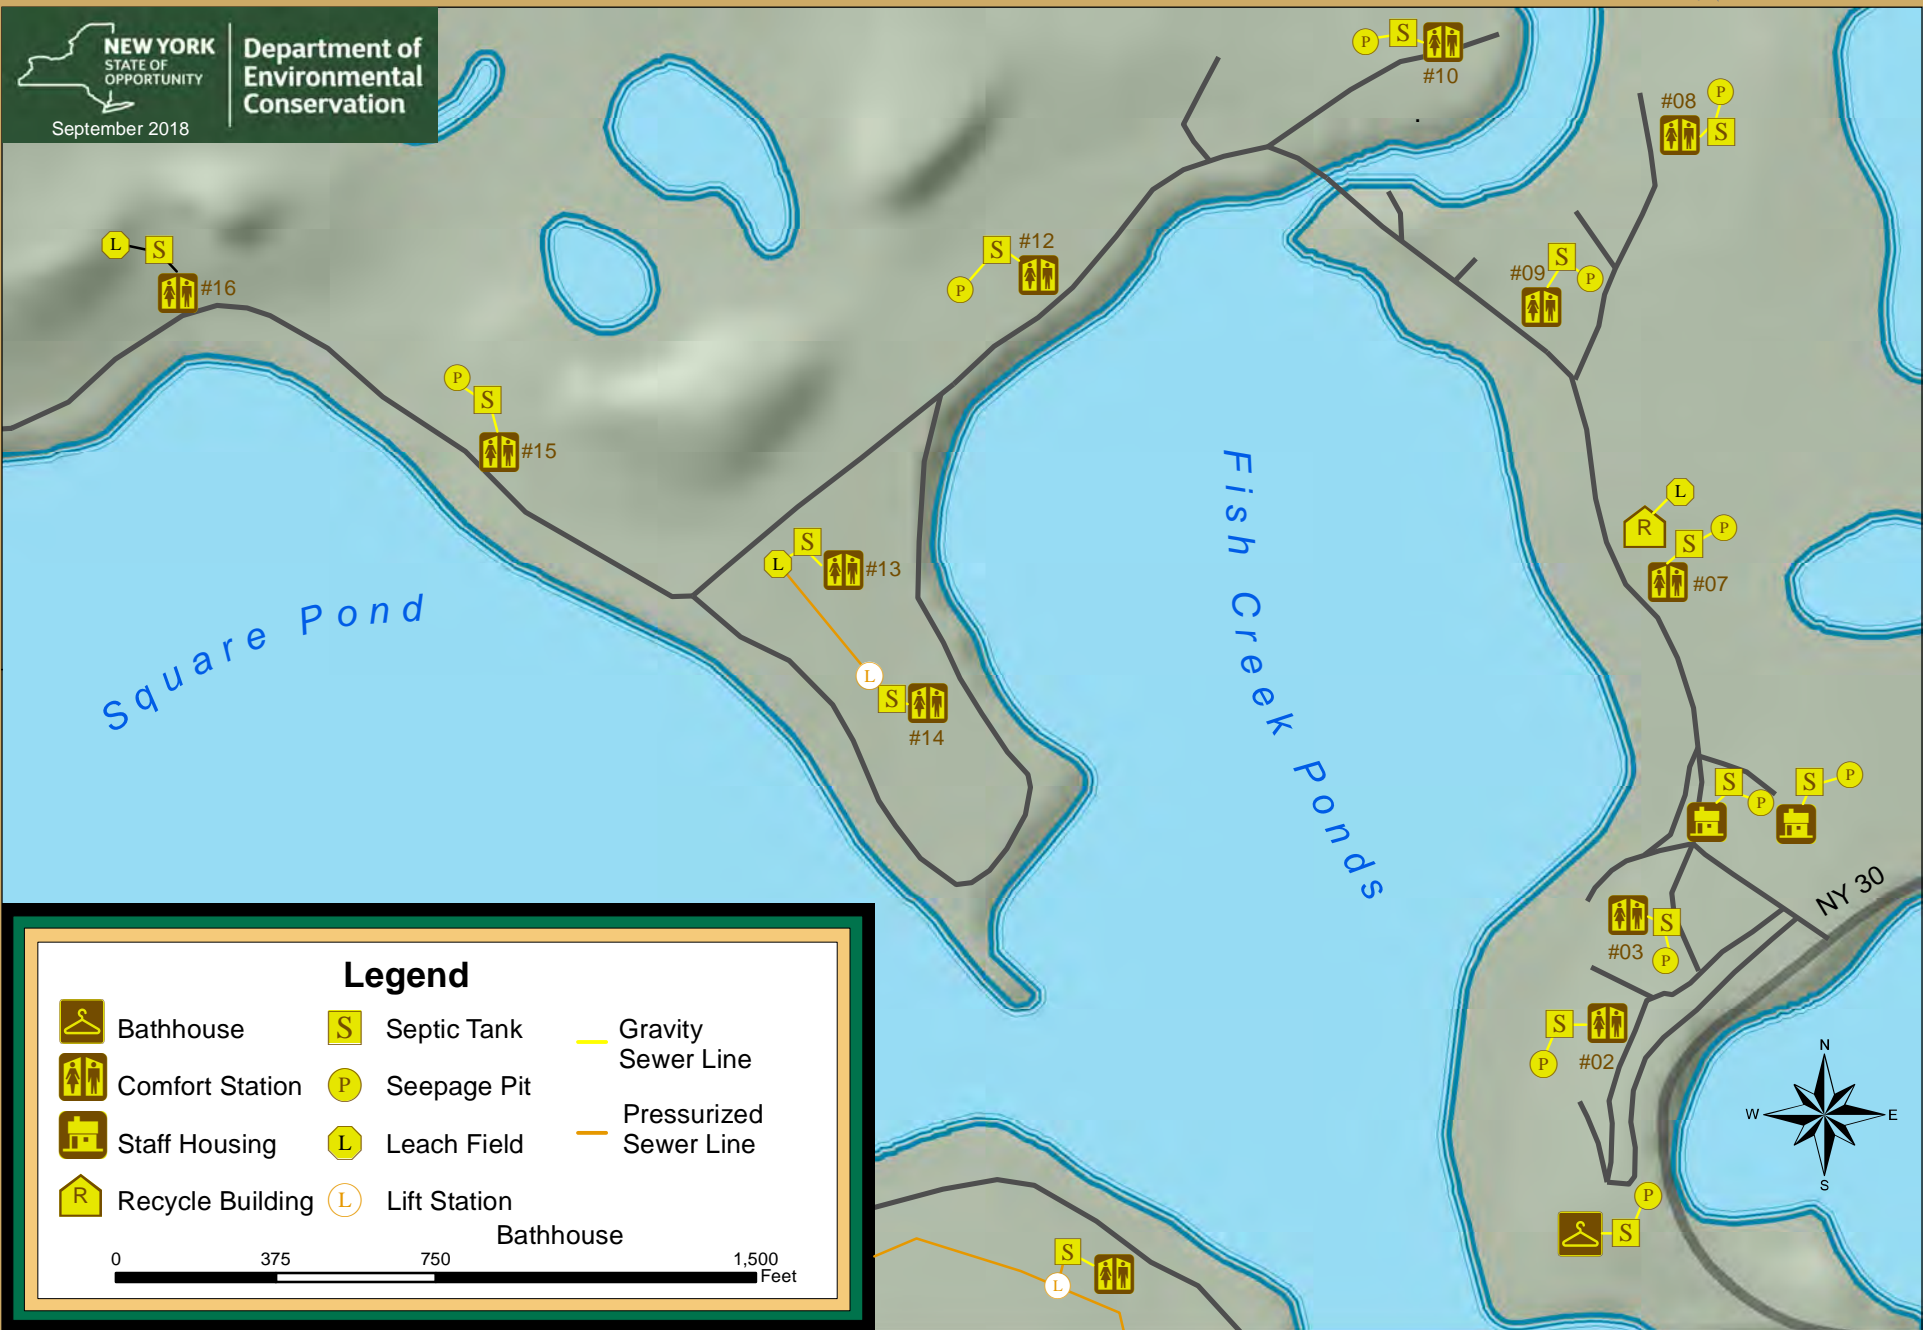 NEW YORK
STATE OF
OPPORTUNITY
Department of
Environmental
Conservation
September 2018
P
S
#10
#08
P
S
L
S
#16
S
#12
P
S
#09
P
P
S
#15
L
R
S
P
#07
S
L
#13
Square Pond
Fish Creek Ponds
L
S
#14
S
P
S
P
NY 30
S
#03
P
S
#02
P
N
W
E
S
P
S
S
L
Legend
Bathhouse
S
Septic Tank
Gravity
Sewer Line
Comfort Station
P
Seepage Pit
Pressurized
Sewer Line
Staff Housing
L
Leach Field
R
Recycle Building
L
Lift Station
Bathhouse
0
375
750
1,500
Feet